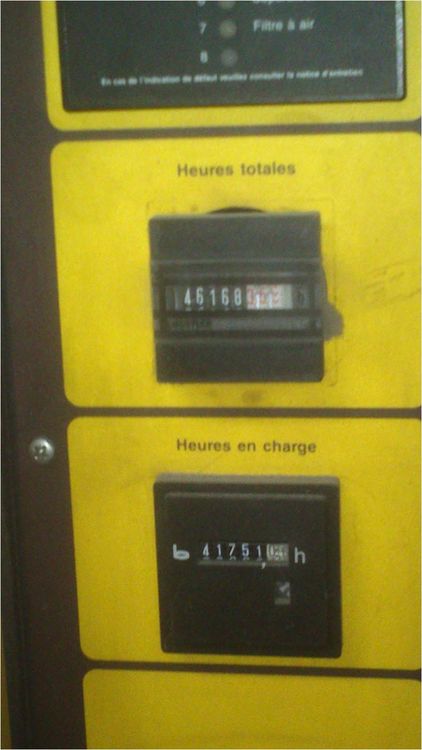 7 Filtre à air
8
En cas de l'indication de défaut veuillez consulter la notice d'entretien
Heures totales
46168
Heures en charge
41751, h